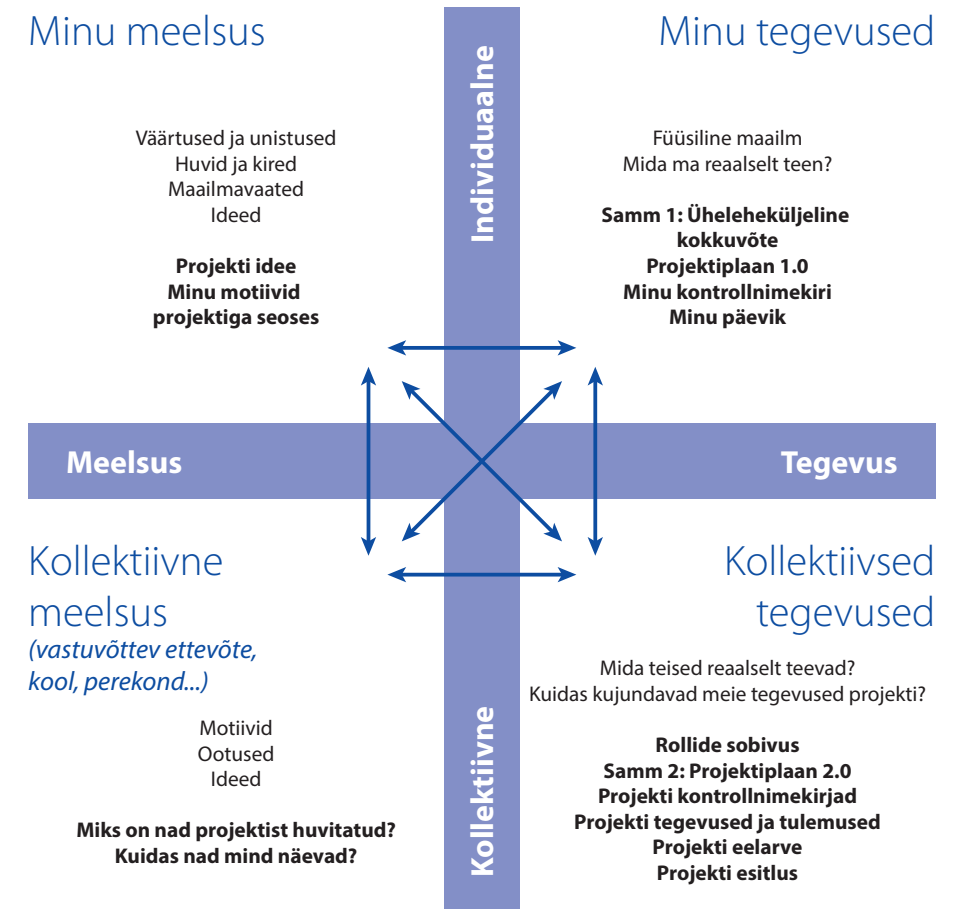 Minu meelsus
Väärtused ja unistused
Huvid ja kired
Maailmavaated
Ideed
Projekti idee
Minu motiivid
projektiga seoses
Individuaalne
Minu tegevused
Füüsiline maailm
Mida ma reaalselt teen?
Samm 1: Üheleheküljeline
kokkuvõte
Projektiplaan 1.0
Minu kontrollnimekiri
Minu päevik
Meelsus
Tegevus
Kollektiivne
meelsus
(vastuvõttev ettevõte,
kool, perekond...)
Motiivid
Ootused
Ideed
Miks on nad projektist huvitatud?
Kuidas nad mind näevad?
Kollektiivne
Kollektiivsed
tegevused
Mida teised reaalselt teevad?
Kuidas kujundavad meie tegevused projekti?
Rollide sobivus
Samm 2: Projektiplaan 2.0
Projekti kontrollnimekirjad
Projekti tegevused ja tulemused
Projekti eelarve
Projekti esitlus